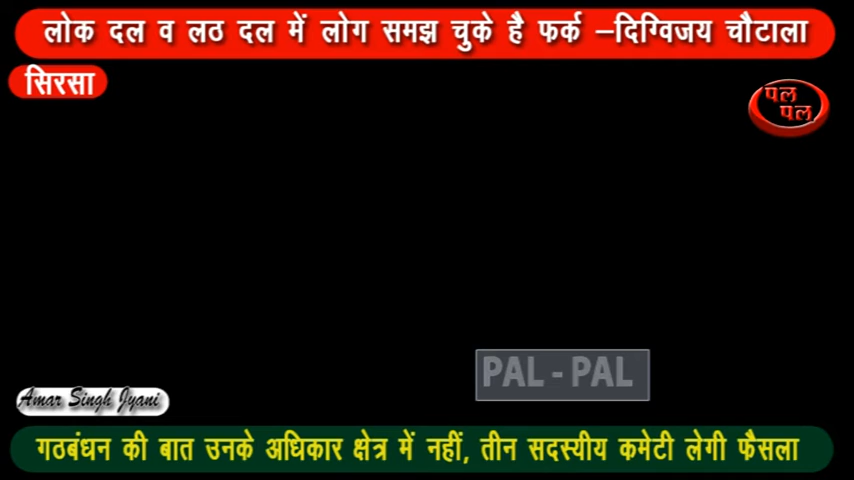 लोक दल व लठ दल में लोग समझ चुके है फर्क –दिग्विजय चौटाला
सिरसा
पल
पल
PAL - PAL
Amar Singh Jyani
गठबंधन की बात उनके अधिकार क्षेत्र में नहीं, तीन सदस्यीय कमेटी लेगी फैसला